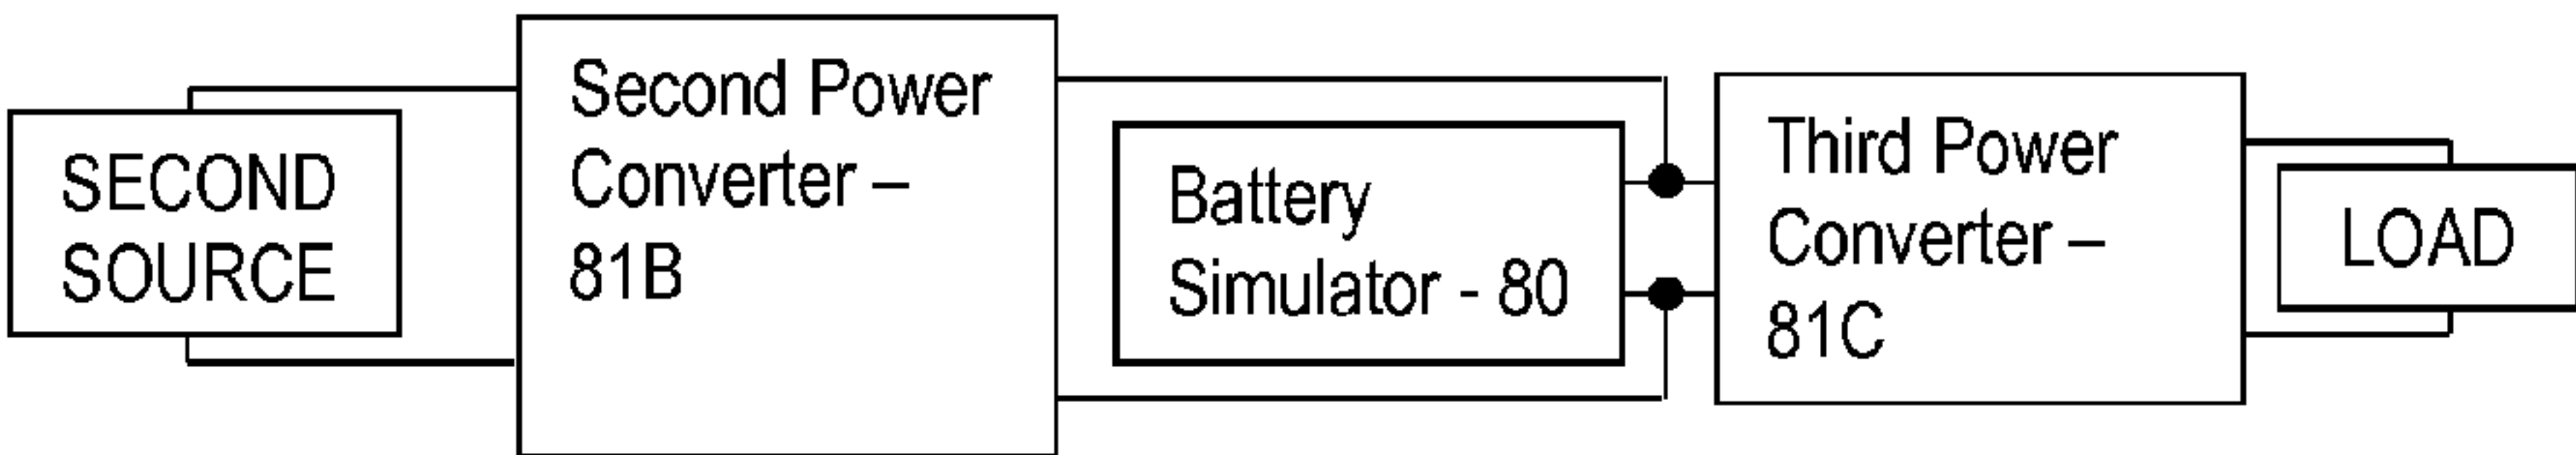 SECOND
SOURCE
Second Power
Converter –
81B
Battery
Simulator - 80
Third Power
Converter –
81C
LOAD